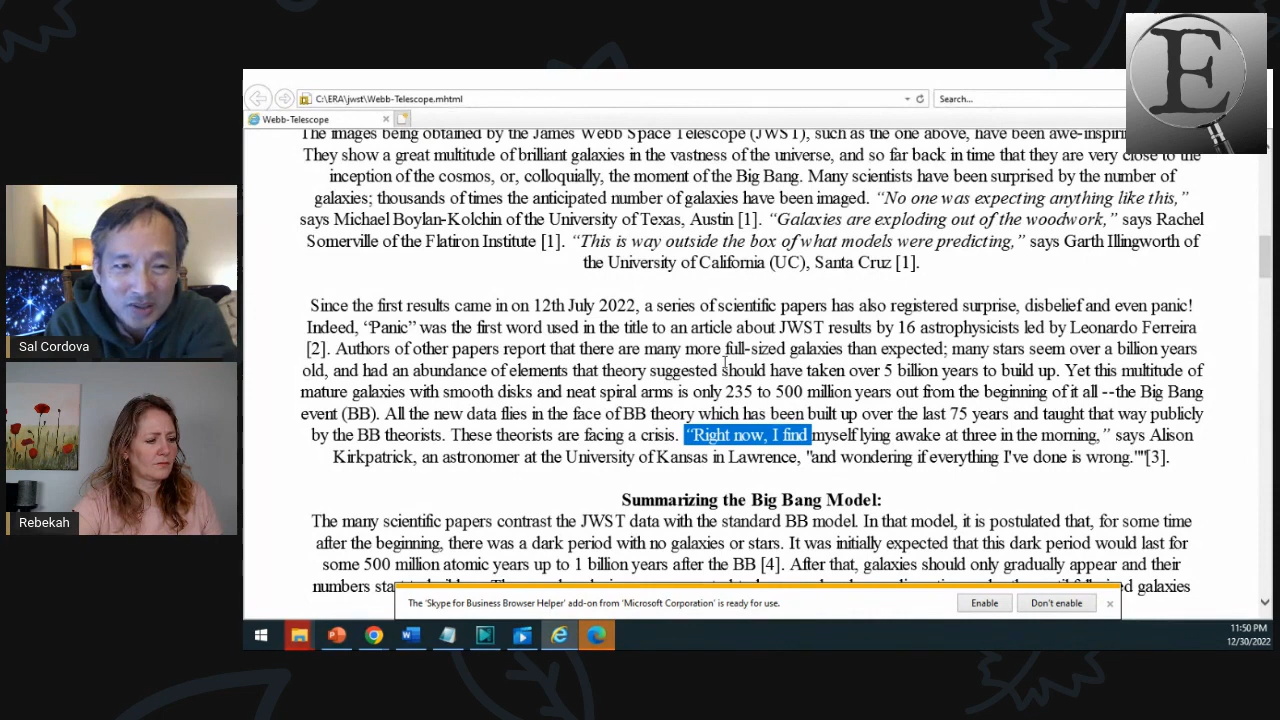 E
C:\ERA\jwst\Webb-Telescope.mhtml
Search...
Webb-Telescope
The images being obtained by the James Webb Space Telescope (JWST), such as the one above, have been
They show a great multitude of brilliant galaxies in the vastness of the universe, and so far back in time that they are very close to the
inception of the cosmos, or, colloquially, the moment of the Big Bang. Many scientists have been surprised by the number of
galaxies; thousands of times the anticipated number of galaxies have been imaged. “No one was expecting anything like this,”
says Michael Boylan-Kolchin of the University of Texas, Austin [1]. “Galaxies are exploding out of the woodwork,” says Rachel
Somerville of the Flatiron Institute [1]. “This is way outside the box of what models were predicting,” says Garth Illingworth of
the University of California (UC), Santa Cruz [1].
Since the first results came in on 12th July 2022, a series of scientific papers has also registered surprise, disbelief and even panic!
Indeed, “Panic” was the first word used in the title to an article about JWST results by 16 astrophysicists led by Leonardo Ferreira
[2]. Authors of other papers report that there are many more full-sized galaxies than expected; many stars seem over a billion years
old, and had an abundance of elements that theory suggested should have taken over 5 billion years to build up. Yet this multitude of
mature galaxies with smooth disks and neat spiral arms is only 235 to 500 million years out from the beginning of it all --the Big Bang
event (BB). All the new data flies in the face of BB theory which has been built up over the last 75 years and taught that way publicly
by the BB theorists. These theorists are facing a crisis. “Right now, I find myself lying awake at three in the morning,” says Alison
Kirkpatrick, an astronomer at the University of Kansas in Lawrence, "and wondering if everything I've done is wrong.""[3].
Summarizing the Big Bang Model:
The many scientific papers contrast the JWST data with the standard BB model. In that model, it is postulated that, for some time
after the beginning, there was a dark period with no galaxies or stars. It was initially expected that this dark period would last for
some 500 million atomic years up to 1 billion years after the BB [4]. After that, galaxies should only gradually appear and their
numbers galaxies
The 'Skype for Business Browser Helper' add-on from 'Microsoft Corporation' is ready for use.
Enable
Don't enable
11:50 PM
12/30/2022
Sal Cordova
Rebekah